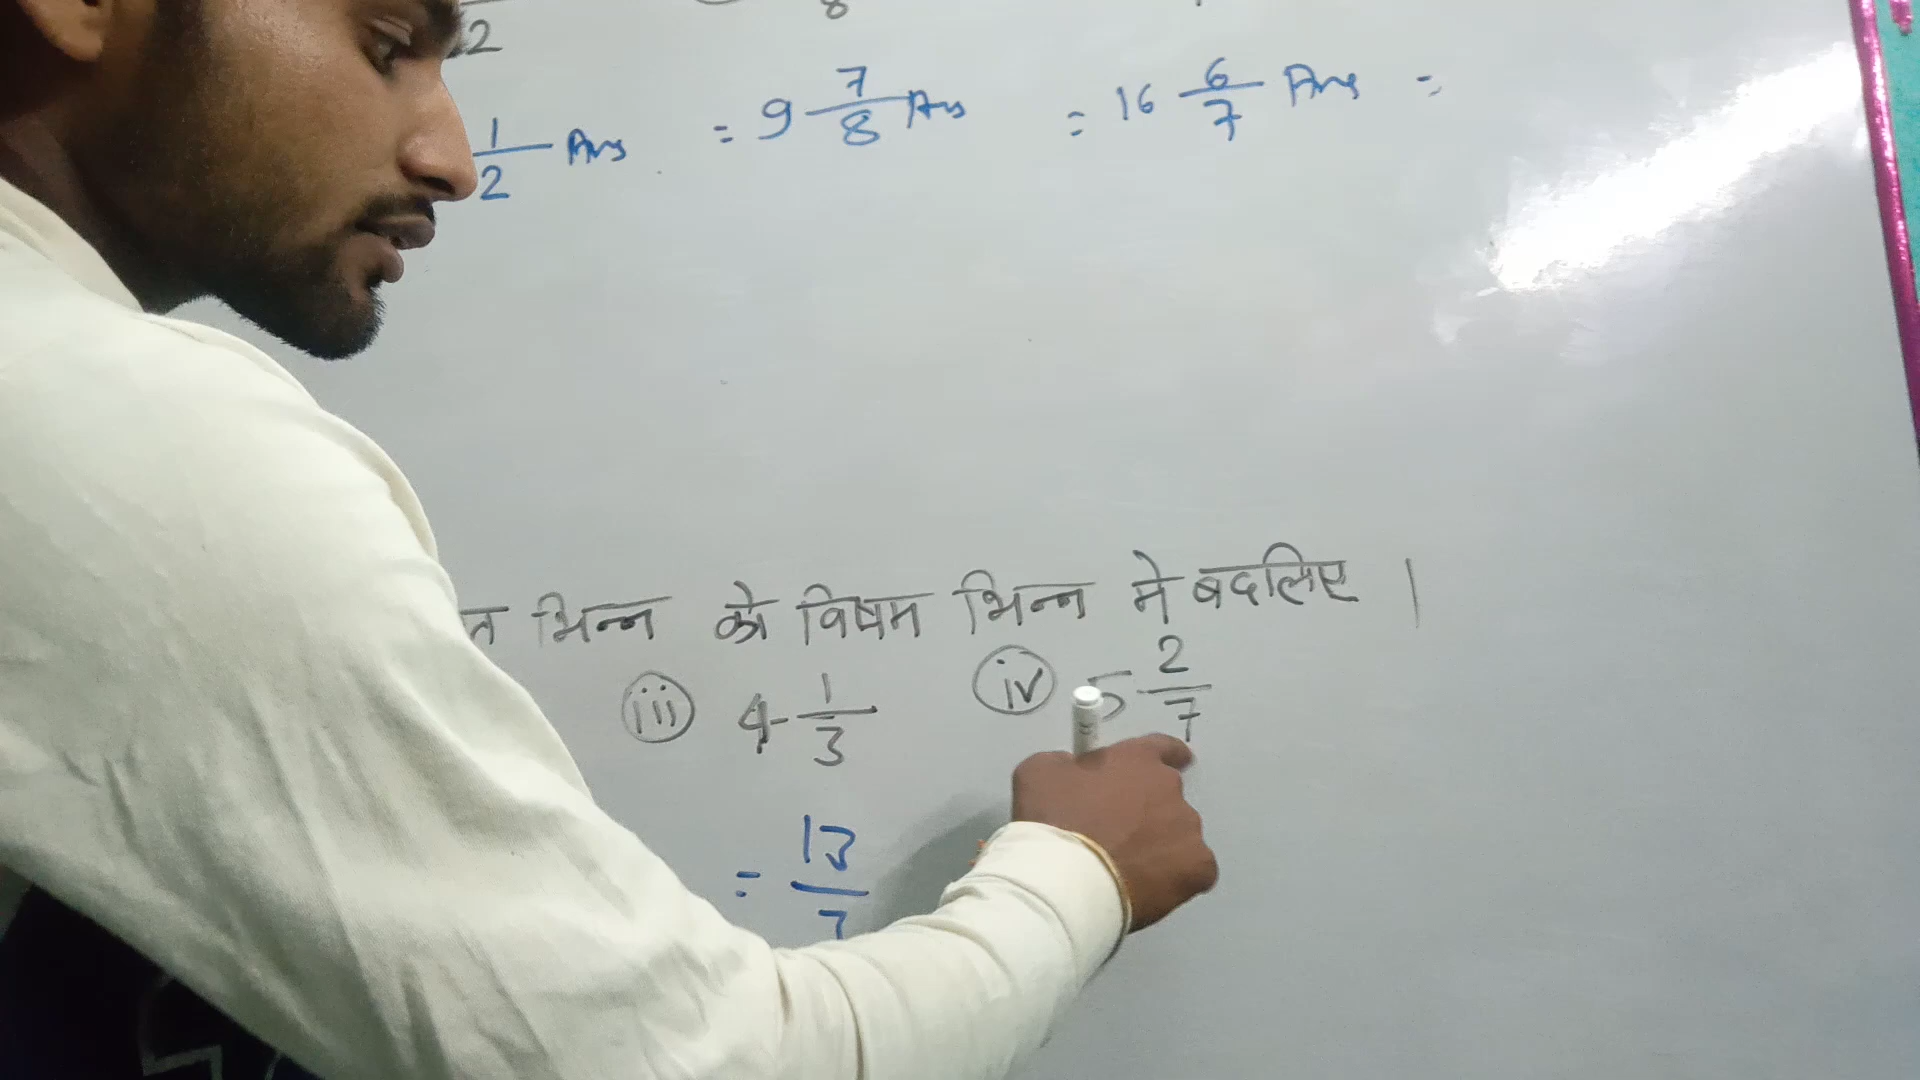 2 8
1/2 Ans = 9 7/8 Ans = 16 6/7 Ans =
भिन्न को विषम भिन्न मे बदलिए ।
(iii) 4 1/3 (iv) 5 2/7
= 13/